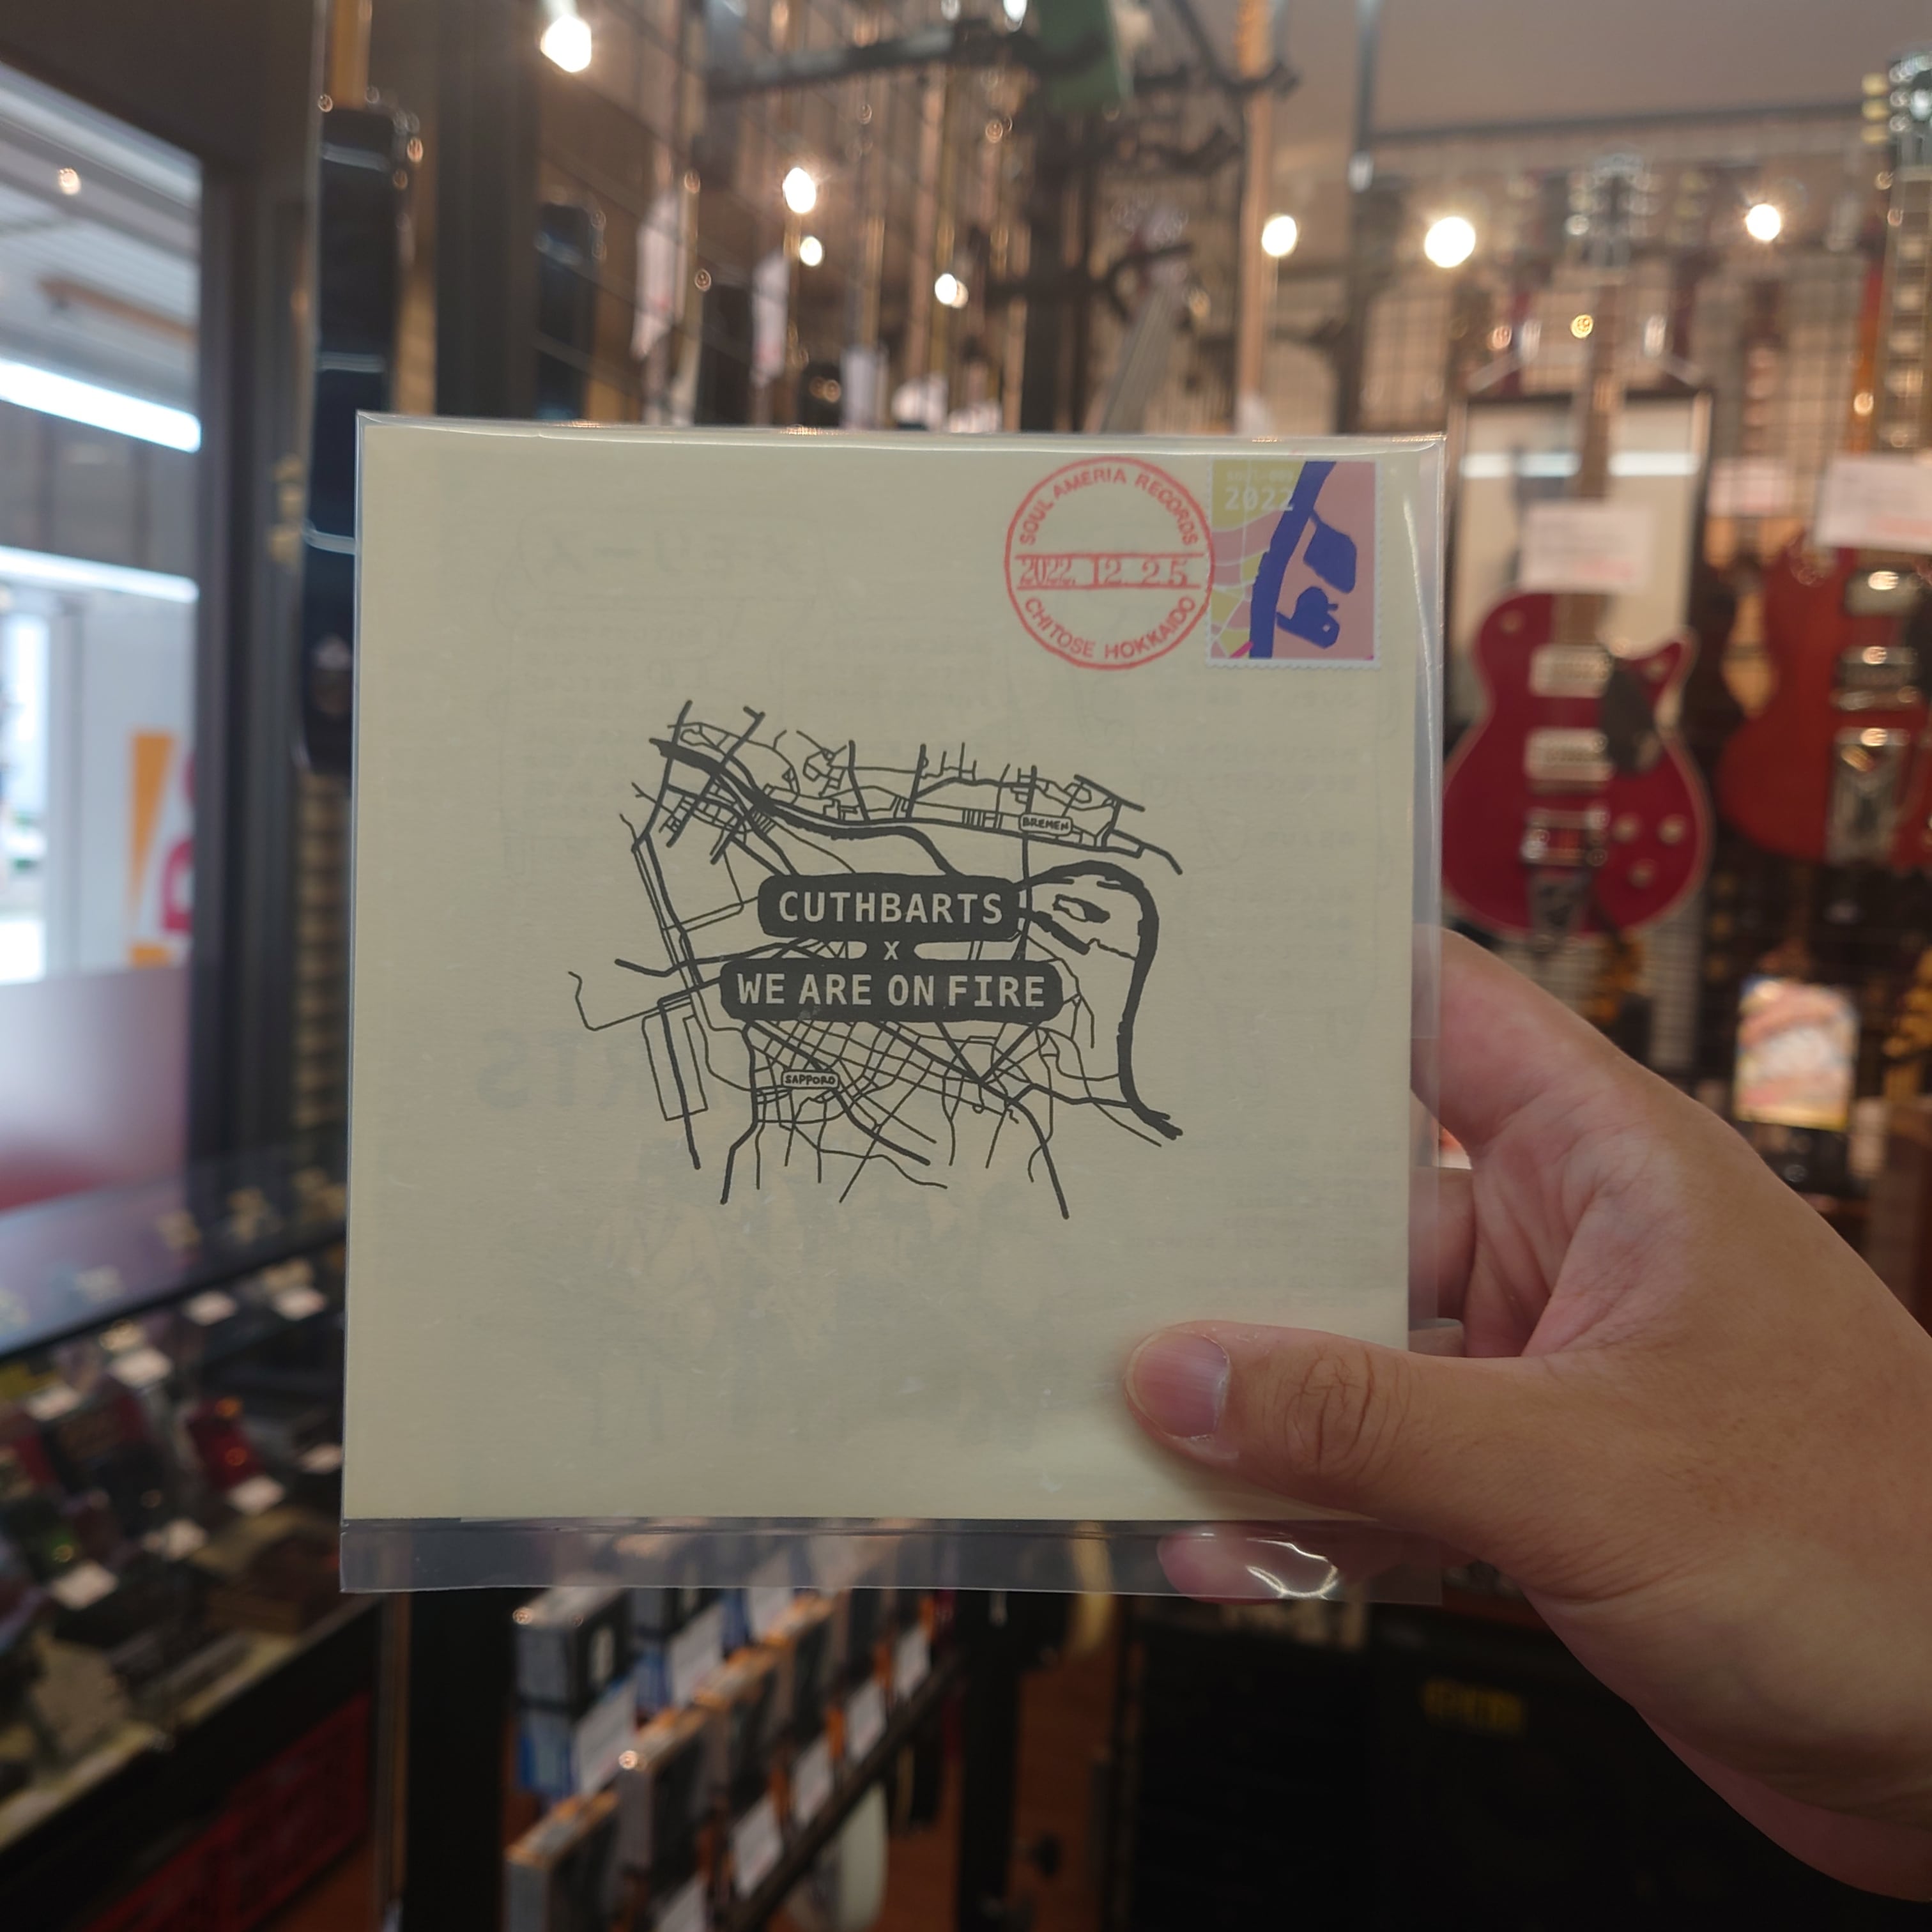 SOUL AMERIA RECORDS
2022
2022. 12. 25
CHITOSE HOKKAIDO
BREMEN
CUTHBARTS
x
WE ARE ON FIRE
SAPPORO